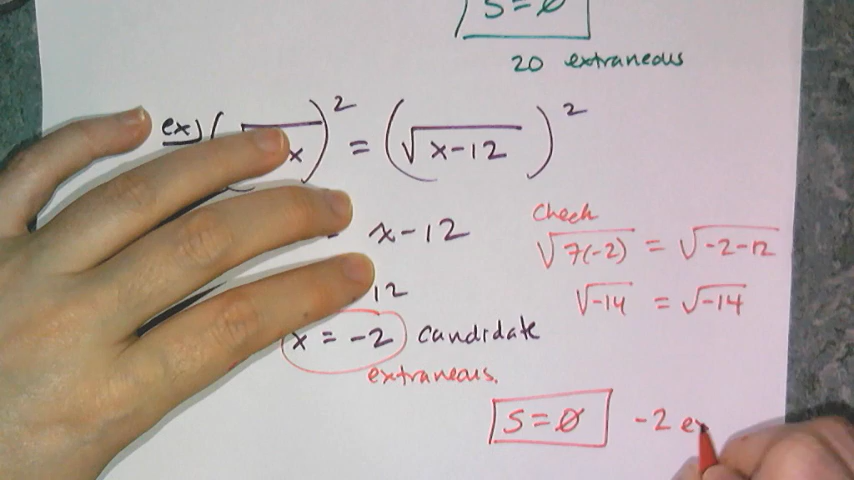 S = ∅
20 extraneous
ex) ( √ x )² = ( √x-12 )²
= x-12
12
x = -2 candidate
extraneous.
Check
√7(-2) = √-2-12
√-14 = √-14
S = ∅ -2 ex